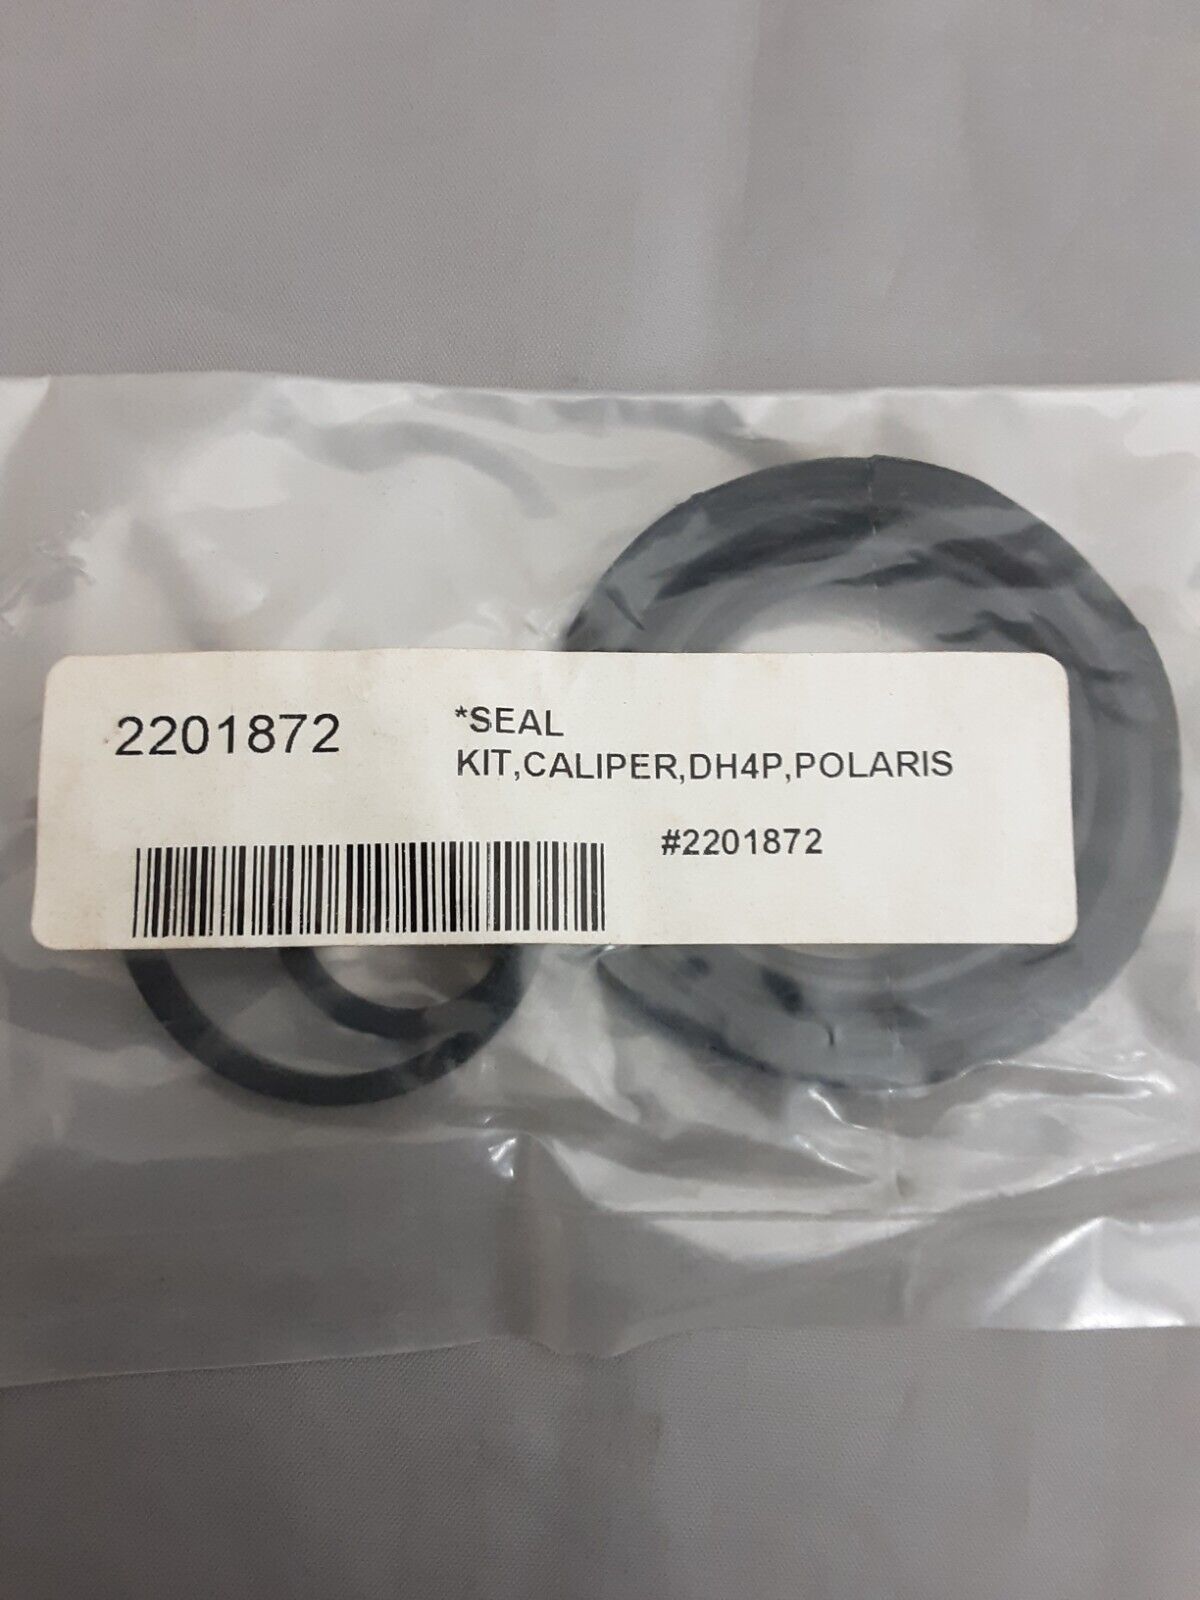 2201872
*SEAL
KIT,CALIPER,DH4P,POLARIS
#2201872